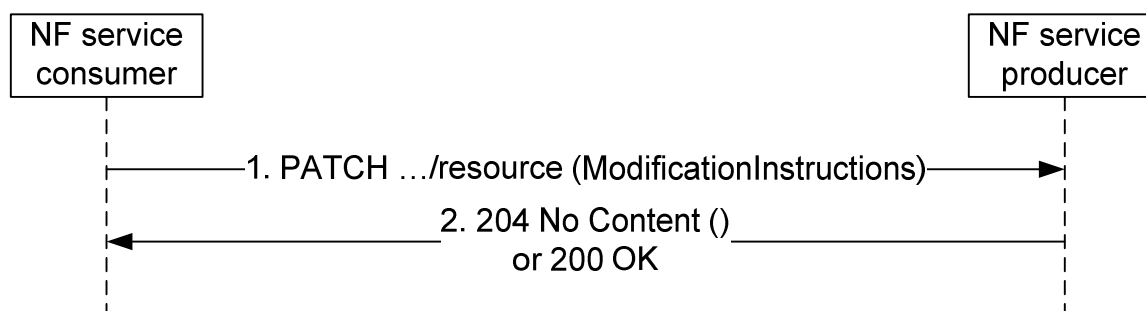 NF service
consumer
NF service
producer
1. PATCH …/resource (ModificationInstructions)
2. 204 No Content ()
or 200 OK